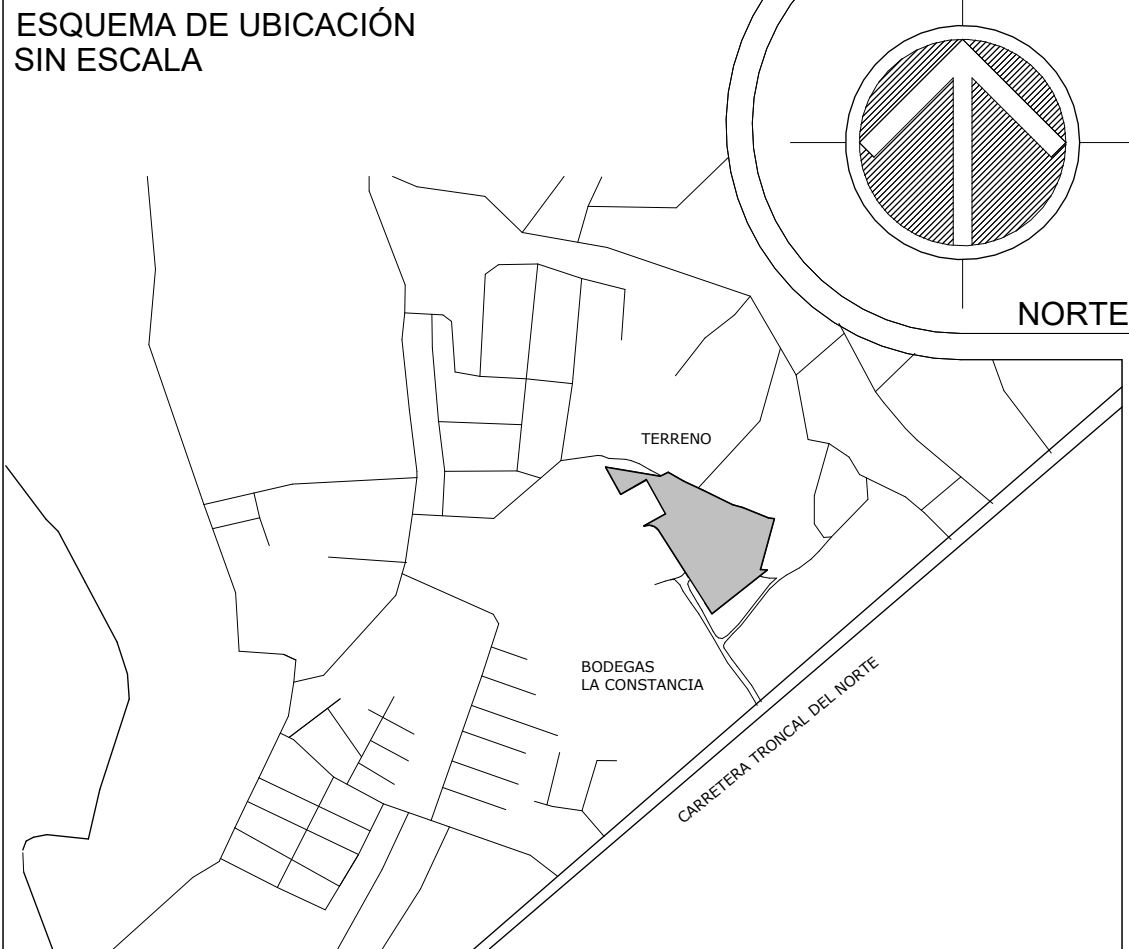 ESQUEMA DE UBICACIÓN
SIN ESCALA
NORTE
TERRENO
BODEGAS
LA CONSTANCIA
CARRETERA TRONCAL DEL NORTE